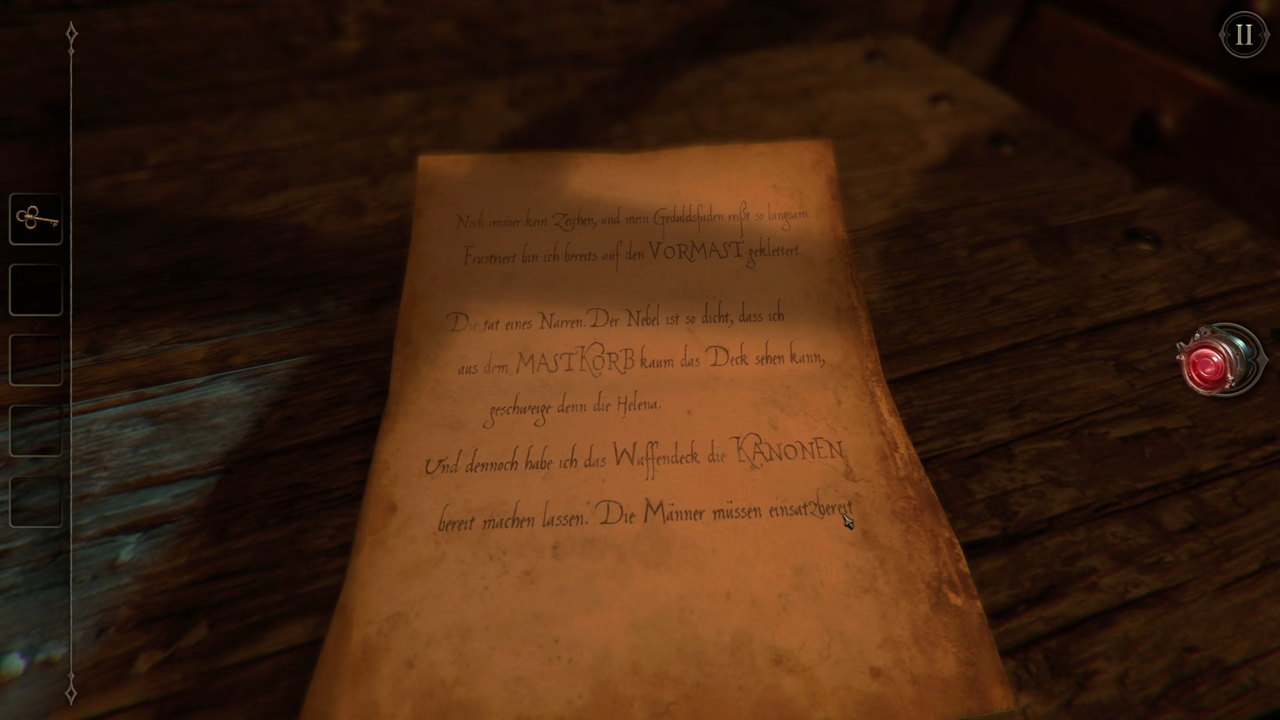 Noch immer kein Zeichen, und mein Geduldsfaden reißt so langsam
Frustriert bin ich bereits auf den VORMAST geklettert
Die tat eines Narren. Der Nebel ist so dicht, dass ich
aus dem MASTKORB kaum das Deck sehen kann,
geschweige denn die Helena.
Und dennoch habe ich das Waffendeck die KANONEN
bereit machen lassen. Die Männer müssen einsatzbereit
II